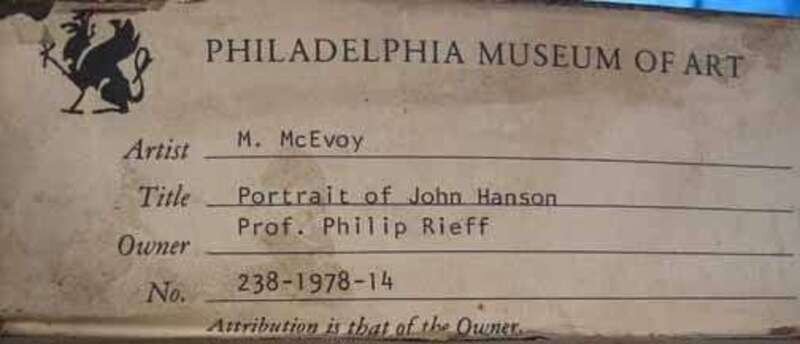 PHILADELPHIA MUSEUM OF ART
Artist M. McEvoy
Title Portrait of John Hanson
Owner Prof. Philip Rieff
No. 238-1978-14
Attribution is that of the Owner.